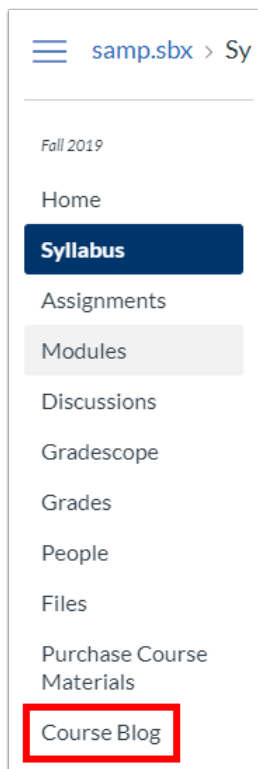 samp.sbx > Sy
Fall 2019
Home
Syllabus
Assignments
Modules
Discussions
Gradescope
Grades
People
Files
Purchase Course
Materials
Course Blog